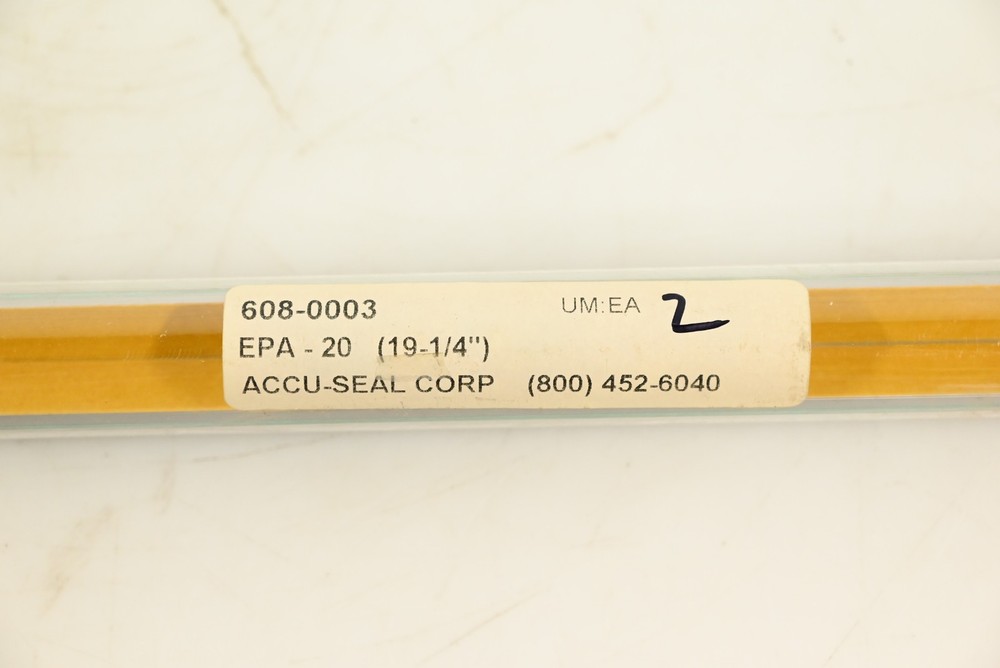 608-0003 UM:EA 2
EPA - 20 (19-1/4")
ACCU-SEAL CORP (800) 452-6040